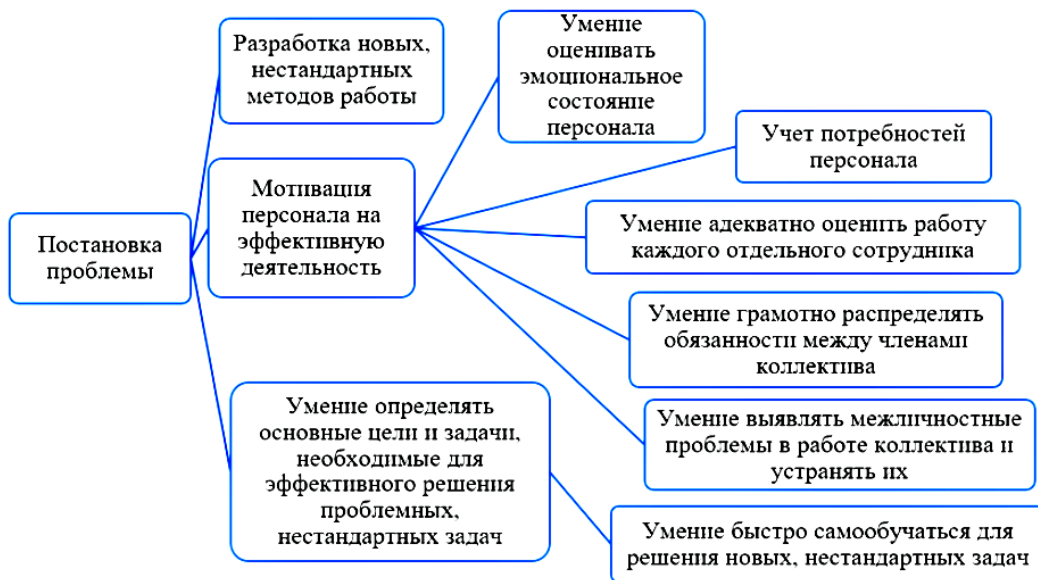 Постановка
проблемы
Разработка новых,
нестандартных
методов работы
Мотивация
персонала на
эффективную
деятельность
Умение определять
основные цели и задачи,
необходимые для
эффективного решения
проблемных,
нестандартных задач
Умение
оценивать
эмоциональное
состояние
персонала
Учет потребностей
персонала
Умение адекватно оценить работу
каждого отдельного сотрудника
Умение грамотно распределять
обязанности между членами
коллектива
Умение выявлять межличностные
проблемы в работе коллектива и
устранять их
Умение быстро самообучаться для
решения новых, нестандартных задач